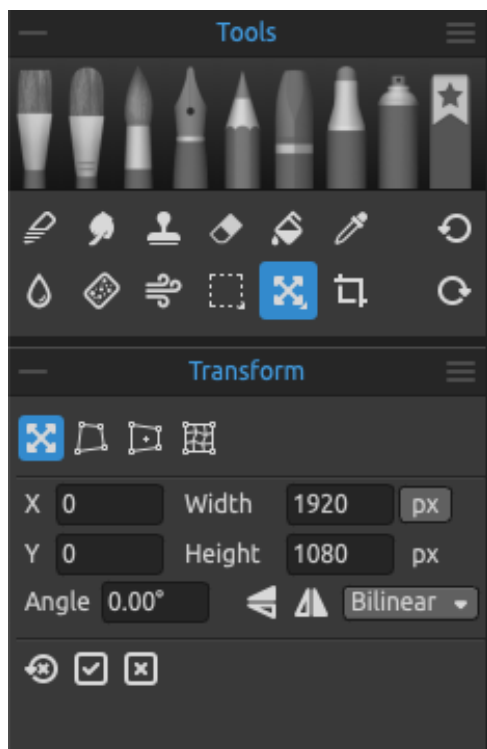 Tools
Transform
X 0 Width 1920 px
Y 0 Height 1080 px
Angle 0.00° Bilinear